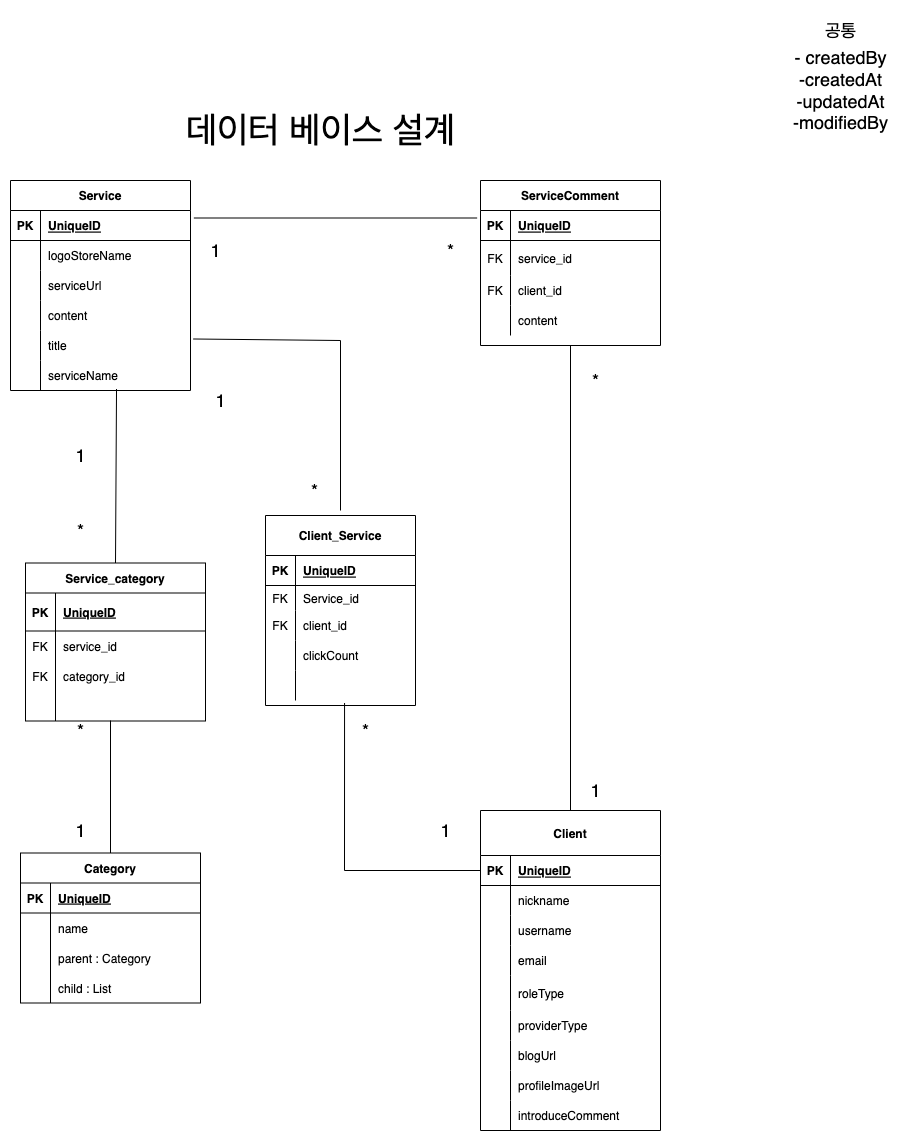 공통
- createdBy
-createdAt
-updatedAt
-modifiedBy
데이터 베이스 설계
Service
PK UniqueID
logoStoreName
serviceUrl
content
title
serviceName
ServiceComment
PK UniqueID
FK service_id
FK client_id
content
1
*
*
1
*
1
*
Client_Service
PK UniqueID
FK Service_id
FK client_id
clickCount
Service_category
PK UniqueID
FK service_id
FK category_id
*
*
1
1
1
Category
PK UniqueID
name
parent : Category
child : List
Client
PK UniqueID
nickname
username
email
roleType
providerType
blogUrl
profileImageUrl
introduceComment